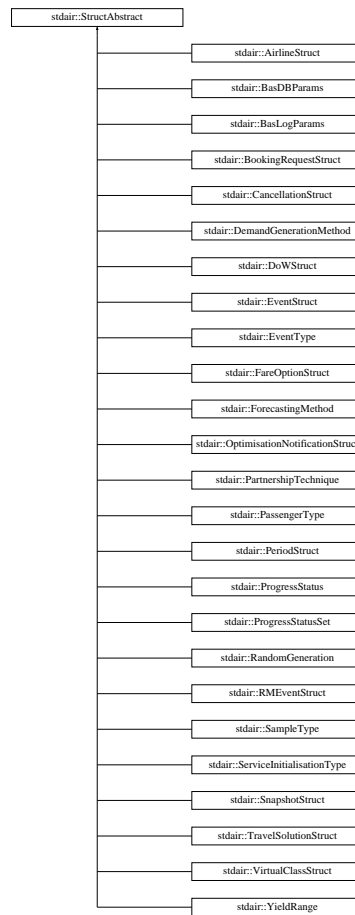 stdair::StructAbstract
stdair::AirlineStruct
stdair::BasDBParams
stdair::BasLogParams
stdair::BookingRequestStruct
stdair::CancellationStruct
stdair::DemandGenerationMethod
stdair::DoWStruct
stdair::EventStruct
stdair::EventType
stdair::FareOptionStruct
stdair::ForecastingMethod
stdair::OptimisationNotificationStruct
stdair::PartnershipTechnique
stdair::PassengerType
stdair::PeriodStruct
stdair::ProgressStatus
stdair::ProgressStatusSet
stdair::RandomGeneration
stdair::RMEventStruct
stdair::SampleType
stdair::ServiceInitialisationType
stdair::SnapshotStruct
stdair::TravelSolutionStruct
stdair::VirtualClassStruct
stdair::YieldRange